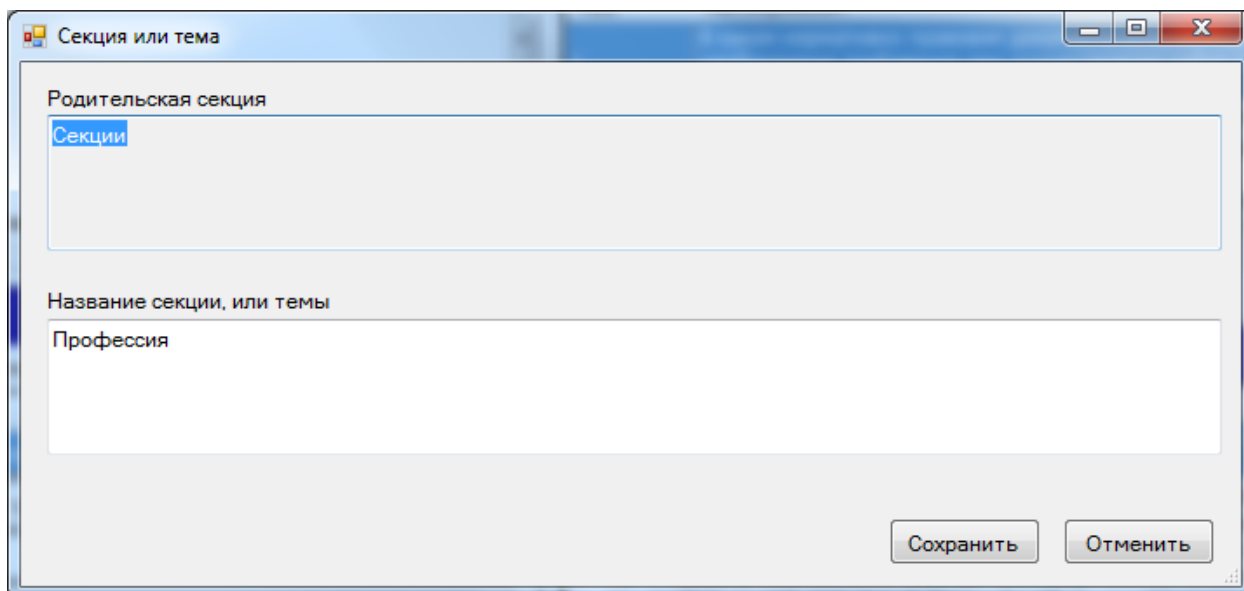 Секция или тема
Родительская секция
Секции
Название секции, или темы
Профессия
Сохранить
Отменить